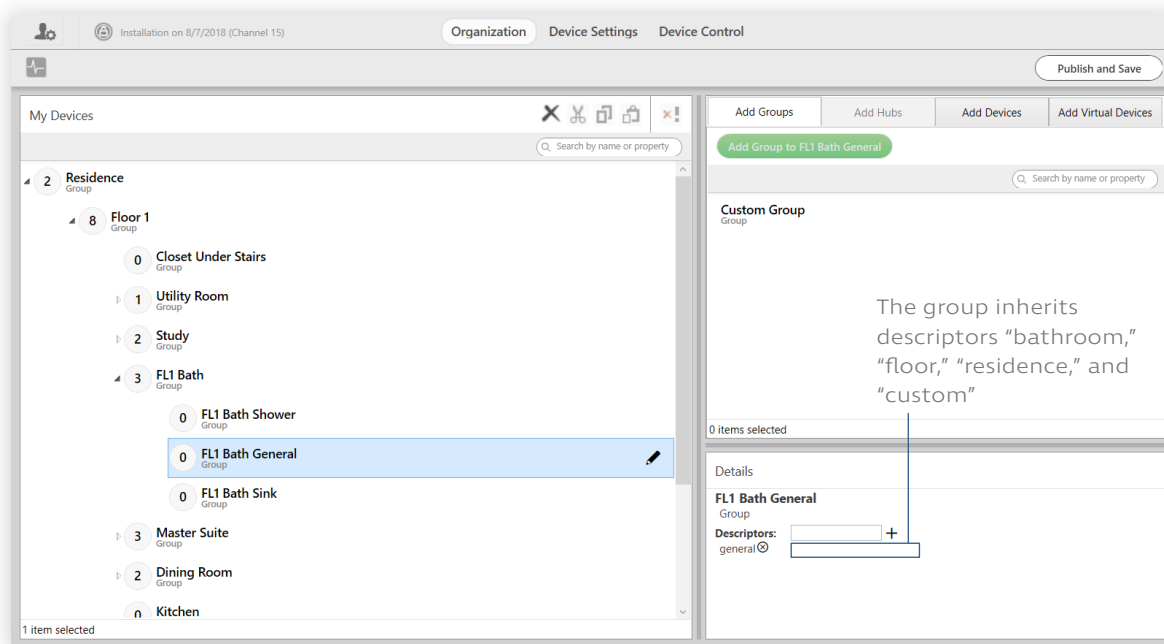 Installation on 8/7/2018 (Channel 15)
Organization
Device Settings
Device Control
Publish and Save
My Devices
Search by name or property
2 Residence
Group
8 Floor 1
Group
0 Closet Under Stairs
Group
1 Utility Room
Group
2 Study
Group
3 FL1 Bath
Group
0 FL1 Bath Shower
Group
0 FL1 Bath General
Group
0 FL1 Bath Sink
Group
3 Master Suite
Group
2 Dining Room
Group
0 Kitchen
1 item selected
Add Groups
Add Hubs
Add Devices
Add Virtual Devices
Add Group to FL1 Bath General
Search by name or property
Custom Group
Group
The group inherits
descriptors “bathroom,”
“floor,” “residence,” and
“custom”
0 items selected
Details
FL1 Bath General
Group
Descriptors:
general